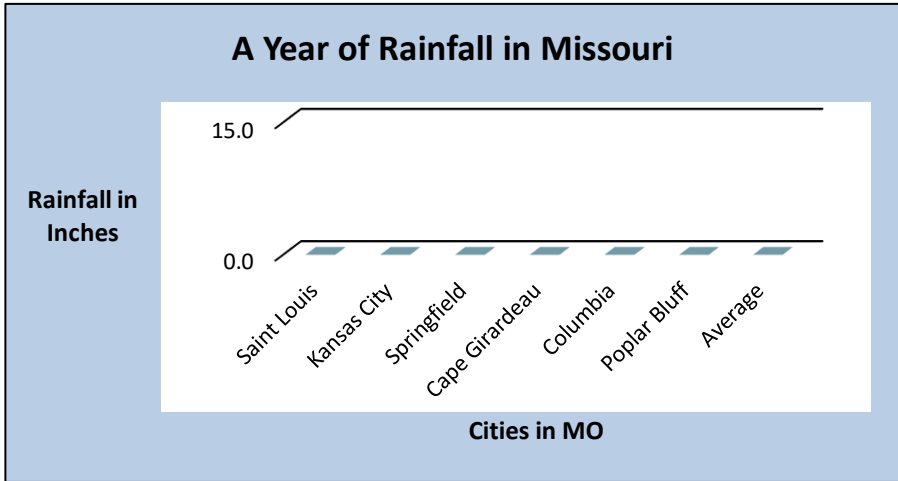 A Year of Rainfall in Missouri
15.0
Rainfall in
Inches
0.0
Saint Louis
Kansas City
Springfield
Cape Girardeau
Columbia
Poplar Bluff
Average
Cities in MO